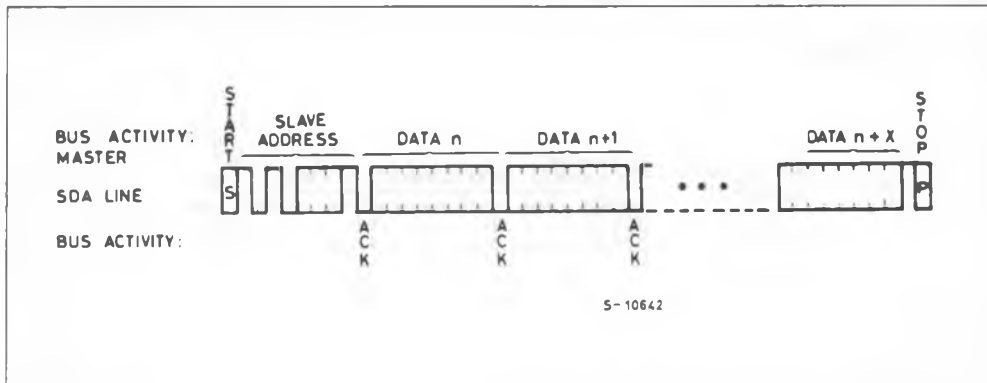 START
STOP
BUS ACTIVITY:
MASTER
SLAVE
ADDRESS
DATA n
DATA n+1
DATA n + X
SDA LINE
S
P
BUS ACTIVITY:
ACK
ACK
ACK
S-10642